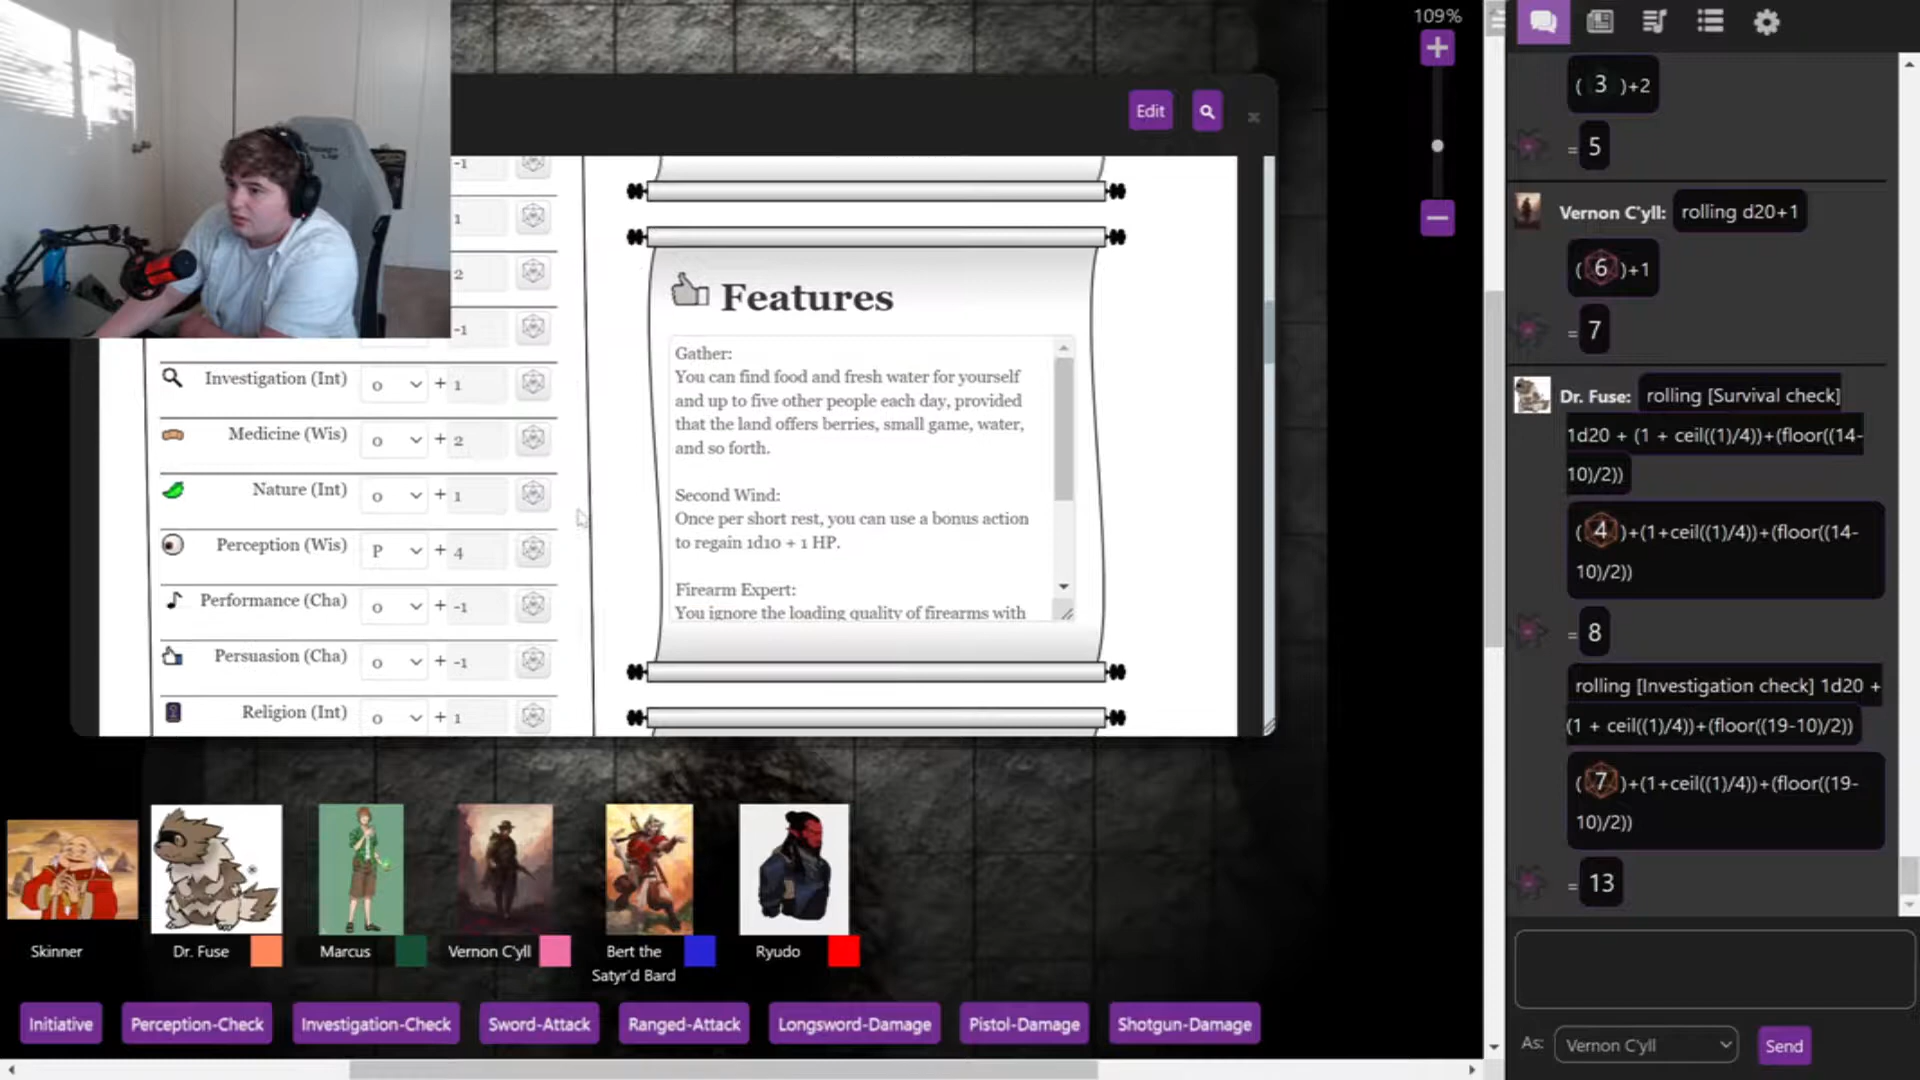 109%
Edit
-1
1
2
-1
Investigation (Int) 0 + 1
Medicine (Wis) 0 + 2
Nature (Int) 0 + 1
Perception (Wis) P + 4
Performance (Cha) 0 + -1
Persuasion (Cha) 0 + -1
Religion (Int) 0 + 1
Features
Gather:
You can find food and fresh water for yourself
and up to five other people each day, provided
that the land offers berries, small game, water,
and so forth.
Second Wind:
Once per short rest, you can use a bonus action
to regain 1d10 + 1 HP.
Firearm Expert:
You ignore the loading quality of firearms with
Skinner
Dr. Fuse
Marcus
Vernon C'yll
Bert the
Satyr'd Bard
Ryudo
Initiative
Perception-Check
Investigation-Check
Sword-Attack
Ranged-Attack
Longsword-Damage
Pistol-Damage
Shotgun-Damage
( 3 )+2
= 5
Vernon C'yll: rolling d20+1
(6)+1
= 7
Dr. Fuse: rolling [Survival check]
1d20 + (1 + ceil((1)/4))+(floor((14-
10)/2))
(4)+(1+ceil((1)/4))+(floor((14-
10)/2))
= 8
rolling [Investigation check] 1d20 +
(1 + ceil((1)/4))+(floor((19-10)/2))
(7)+(1+ceil((1)/4))+(floor((19-
10)/2))
= 13
As: Vernon C'yll
Send